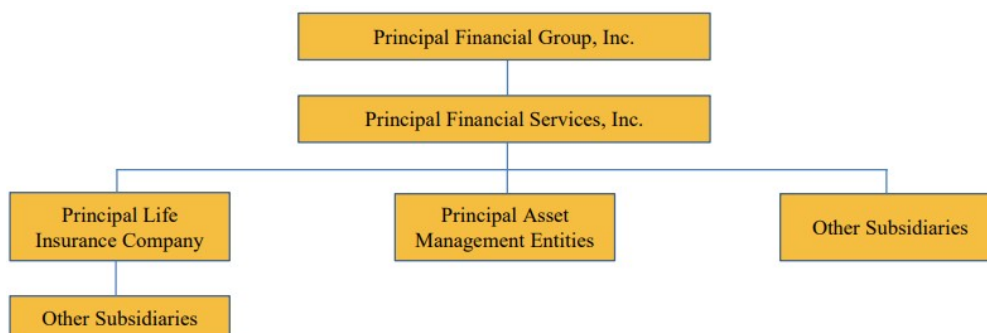 Principal Financial Group, Inc.
Principal Financial Services, Inc.
Principal Life
Insurance Company
Principal Asset
Management Entities
Other Subsidiaries
Other Subsidiaries